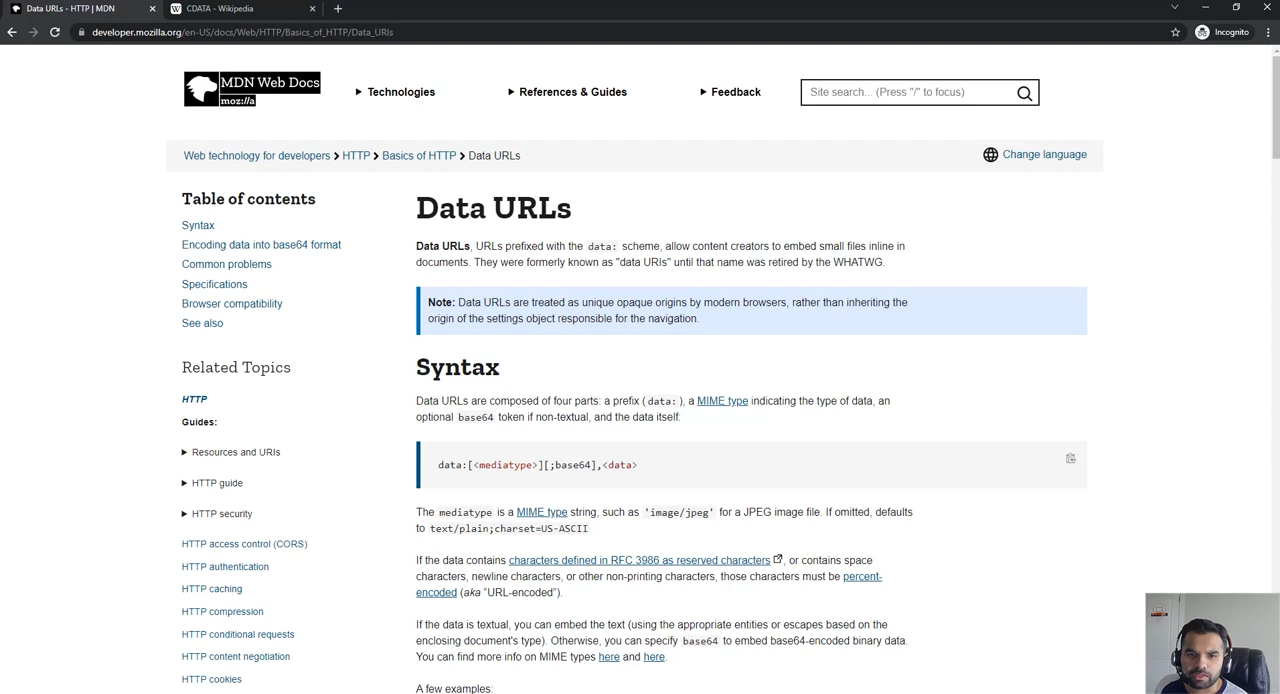 Data URLs - HTTP | MDN
CDATA - Wikipedia
developer.mozilla.org/en-US/docs/Web/HTTP/Basics_of_HTTP/Data_URIs
Incognito
MDN Web Docs
moz://a
Technologies
References & Guides
Feedback
Site search... (Press "/" to focus)
Web technology for developers
HTTP
Basics of HTTP
Data URLs
Change language
Table of contents
Syntax
Encoding data into base64 format
Common problems
Specifications
Browser compatibility
See also
Related Topics
HTTP
Guides:
Resources and URIs
HTTP guide
HTTP security
HTTP access control (CORS)
HTTP authentication
HTTP caching
HTTP compression
HTTP conditional requests
HTTP content negotiation
HTTP cookies
Data URLs
Data URLs, URLs prefixed with the data: scheme, allow content creators to embed small files inline in
documents. They were formerly known as "data URIs" until that name was retired by the WHATWG.
Note: Data URLs are treated as unique opaque origins by modern browsers, rather than inheriting the
origin of the settings object responsible for the navigation.
Syntax
Data URLs are composed of four parts: a prefix (data:), a MIME type indicating the type of data, an
optional base64 token if non-textual, and the data itself:
data:[<mediatype>][;base64],<data>
The mediatype is a MIME type string, such as 'image/jpeg' for a JPEG image file. If omitted, defaults
to text/plain;charset=US-ASCII
If the data contains characters defined in RFC 3986 as reserved characters, or contains space
characters, newline characters, or other non-printing characters, those characters must be percent-
encoded (aka “URL-encoded”).
If the data is textual, you can embed the text (using the appropriate entities or escapes based on the
enclosing document's type). Otherwise, you can specify base64 to embed base64-encoded binary data.
You can find more info on MIME types here and here.
A few examples: